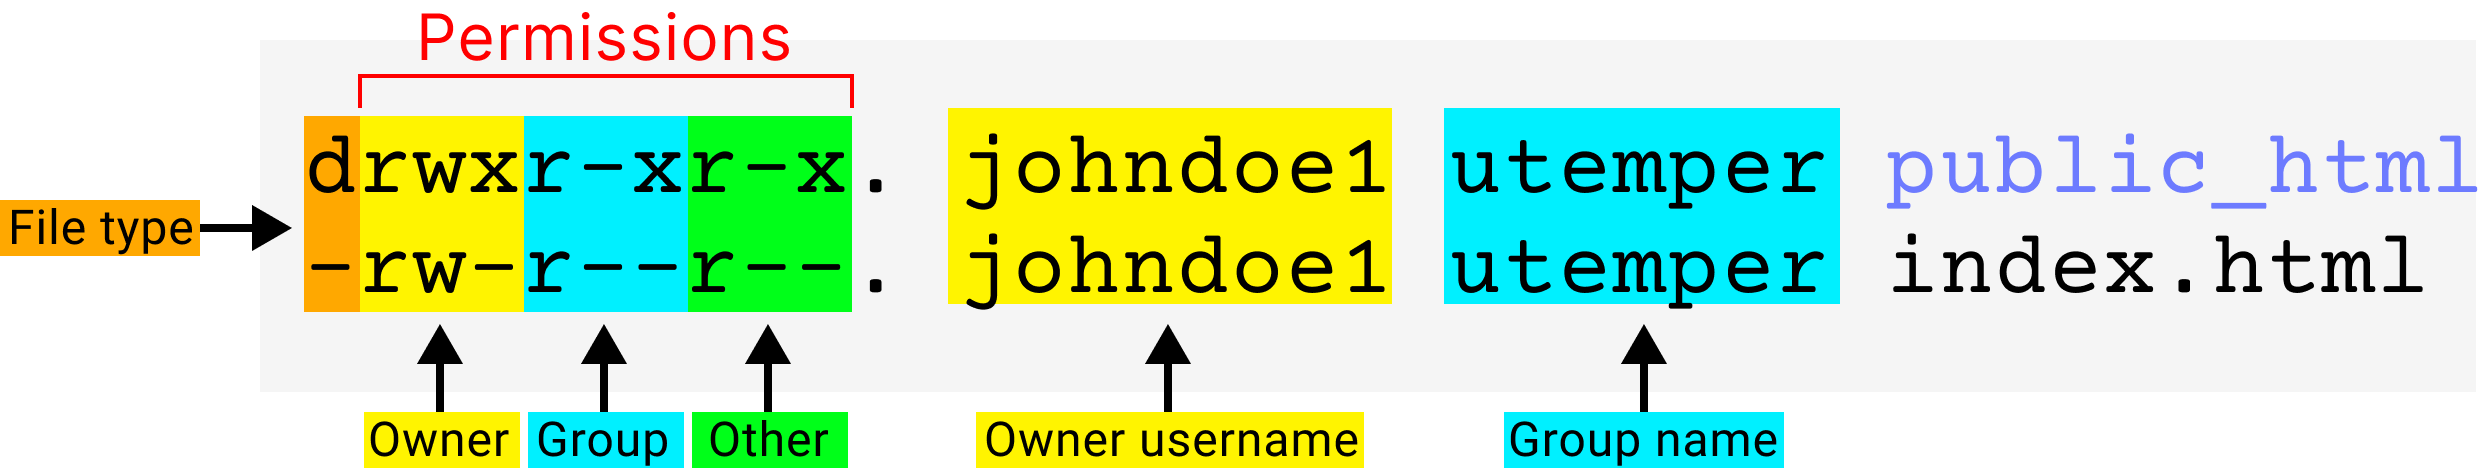 Permissions
drwxr-xr-x. johndoe1 utemper public_html
File type
-rw-r--r--. johndoe1 utemper index.html
Owner Group Other Owner username Group name